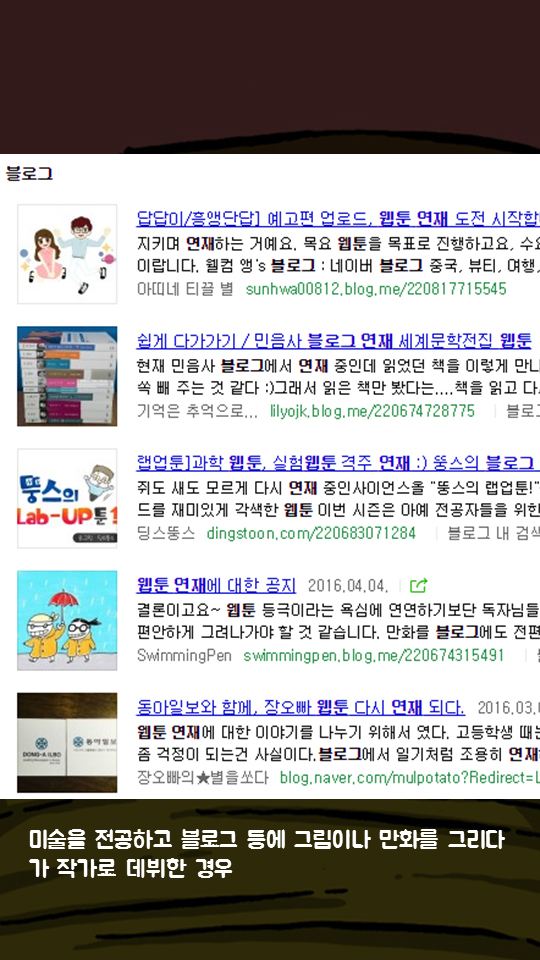 블로그
답답이/흥앵단답] 예고편 업로드, 웹툰 연재 도전 시작합
지키며 연재하는 거예요. 목요 웹툰을 목표로 진행하고요, 수요
이랍니다. 웰컴 앵's 블로그 : 네이버 블로그 중국, 뷰티, 여행,
아띠네 티끌 별 sunhwa00812.blog.me/220817715545
쉽게 다가가기 / 민음사 블로그 연재 세계문학전집 웹툰
현재 민음사 블로그에서 연재 중인데 읽었던 책을 이렇게 만나
쏙 빼 주는 것 같다 :)그래서 읽은 책만 봤다는....책을 읽고 다.
기억은 추억으로... lilyojk.blog.me/220674728775 블로그
뚱스의
Lab-UP툰!
랩업툰]과학 웹툰, 실험웹툰 격주 연재 :) 뚱스의 블로그
쥐도 새도 모르게 다시 연재 중인사이언스올 "뚱스의 랩업툰!"
드를 재미있게 각색한 웹툰 이번 시즌은 아예 전공자들을 위한
딩스뚱스 dingstoon.com/220683071284 블로그 내 검색
웹툰 연재에 대한 공지 2016.04.04.
결론이고요~ 웹툰 등극이라는 욕심에 연연하기보단 독자님들
편안하게 그려나가야 할 것 같습니다. 만화를 블로그에도 전편
SwimmingPen swimmingpen.blog.me/220674315491
DONG-A ILBO
동아일보
동아일보와 함께, 장오빠 웹툰 다시 연재 되다. 2016.03.
웹툰 연재에 대한 이야기를 나누기 위해서 였다. 고등학생 때는
좀 걱정이 되는건 사실이다.블로그에서 일기처럼 조용히 연재
장오빠의★별을쏘다 blog.naver.com/mulpotato?Redirect=L
미술을 전공하고 블로그 등에 그림이나 만화를 그리다
가 작가로 데뷔한 경우